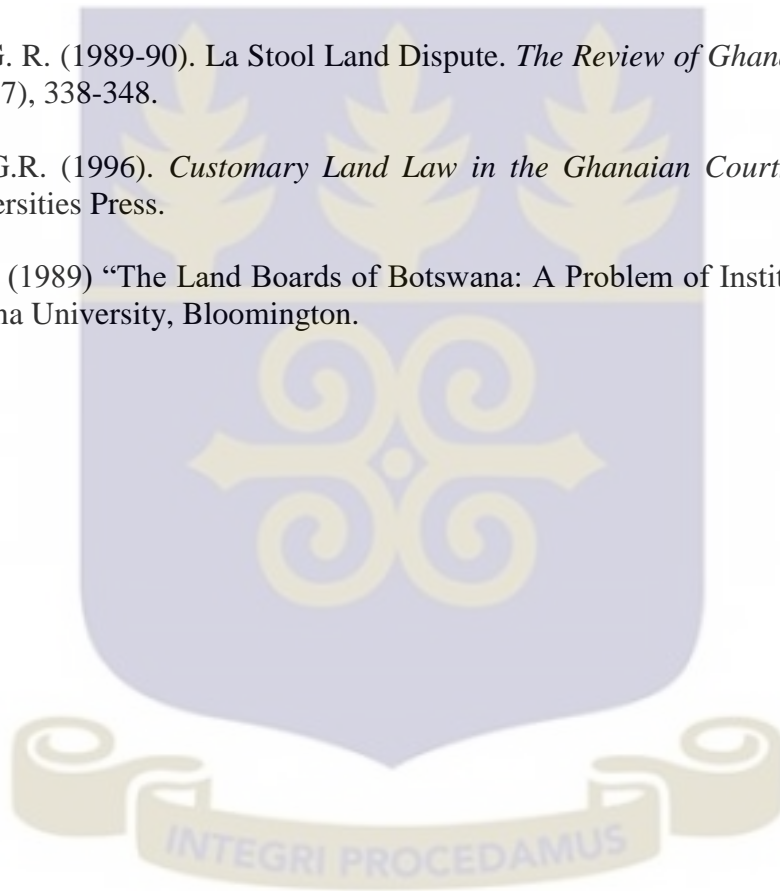 G. R. (1989-90). La Stool Land Dispute. The Review of Ghana
7), 338-348.
G.R. (1996). Customary Land Law in the Ghanaian Court
ersities Press.
(1989) “The Land Boards of Botswana: A Problem of Instit
na University, Bloomington.
INTEGRI PROCEDAMUS